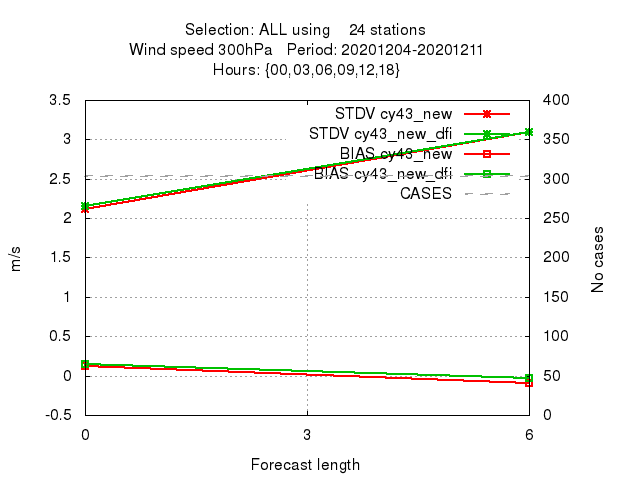 Selection: ALL using    24 stations
Wind speed 300hPa   Period: 20201204-20201211
Hours: {00,03,06,09,12,18}
3.5
3
2.5
2
1.5
1
0.5
0
-0.5
m/s
400
350
300
250
200
150
100
50
0
No cases
STDV cy43_new
STDV cy43_new_dfi
BIAS cy43_new
BIAS cy43_new_dfi
CASES
0 3 6
Forecast length